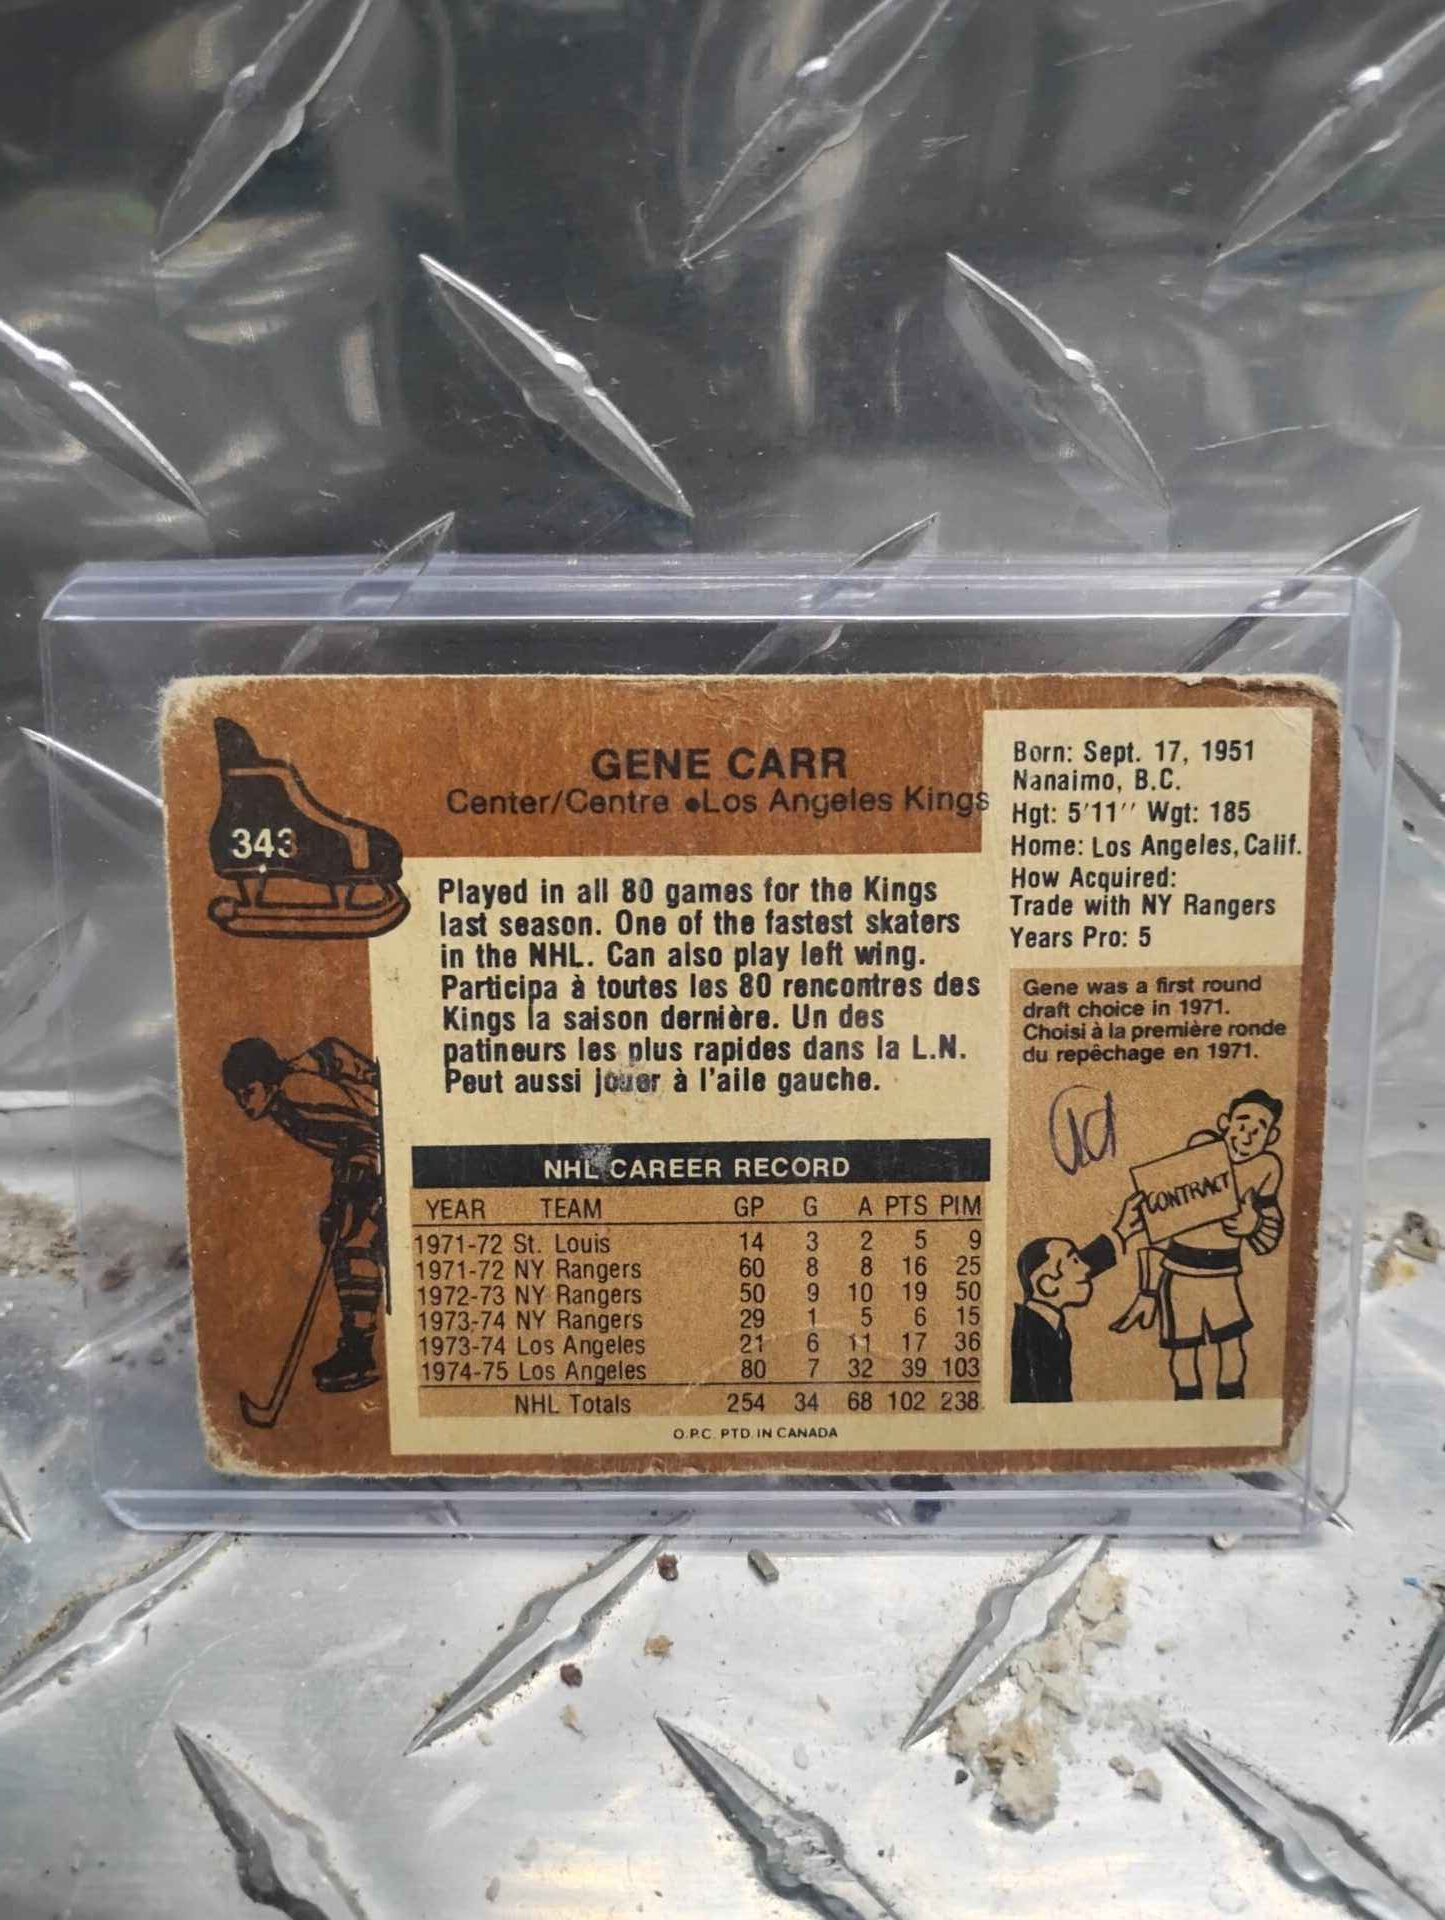 343
GENE CARR
Center/Centre ●Los Angeles Kings
Played in all 80 games for the Kings
last season. One of the fastest skaters
in the NHL. Can also play left wing.
Participa à toutes les 80 rencontres des
Kings la saison dernière. Un des
patineurs les plus rapides dans la L.N.
Peut aussi jouer à l'aile gauche.
NHL CAREER RECORD
YEAR TEAM GP G A PTS PIM
1971-72 St. Louis 14 3 2 5 9
1971-72 NY Rangers 60 8 8 16 25
1972-73 NY Rangers 50 9 10 19 50
1973-74 NY Rangers 29 1 5 6 15
1973-74 Los Angeles 21 6 11 17 36
1974-75 Los Angeles 80 7 32 39 103
NHL Totals 254 34 68 102 238
O.P.C. PTD. IN CANADA
Born: Sept. 17, 1951
Nanaimo, B.C.
Hgt: 5'11'' Wgt: 185
Home: Los Angeles, Calif.
How Acquired:
Trade with NY Rangers
Years Pro: 5
Gene was a first round
draft choice in 1971.
Choisi à la première ronde
du repêchage en 1971.
CONTRACT